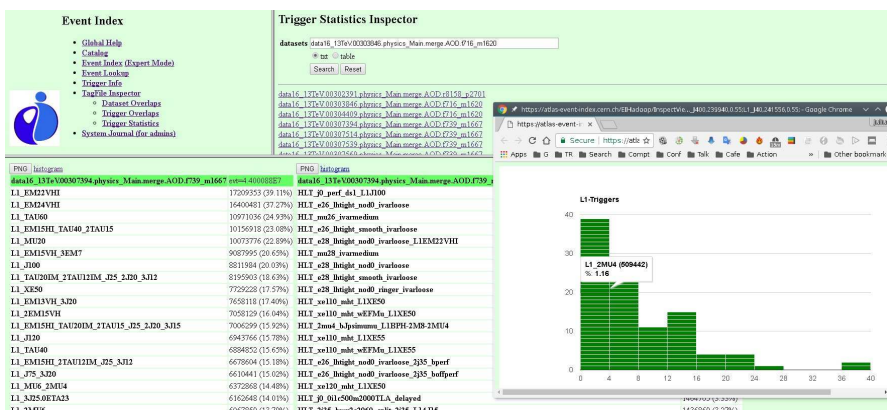 Event Index
Global Help
Catalog
Event Index (Expert Mode)
Event Lookup
Trigger Info
TagFile Inspector
Dataset Overlaps
Trigger Overlaps
Trigger Statistics
System Journal (for admins)
Trigger Statistics Inspector
datasets data16_13TeV.00303846.physics_Main.merge.AOD.f716_m1620
txt table
Search Reset
data16_13TeV.00302391.physics_Main.merge.AOD.r8158_p2701
data16_13TeV.00303846.physics_Main.merge.AOD.f716_m1620
data16_13TeV.00304409.physics_Main.merge.AOD.f716_m1620
data16_13TeV.00307394.physics_Main.merge.AOD.f739_m1667
data16_13TeV.00307514.physics_Main.merge.AOD.f739_m1667
data16_13TeV.00307539.physics_Main.merge.AOD.f739_m1667
PNG histogram
data16_13TeV.00307394.physics_Main.merge.AOD.f739_m1667 evt=4.400088E7
L1_EM22VHI 17209353 (39.11%)
L1_EM24VHI 16400481 (37.27%)
L1_TAU60 10971036 (24.93%)
L1_EM15HI_TAU40_2TAU15 10156918 (23.08%)
L1_MU20 10073776 (22.89%)
L1_EM15VH_3EM7 9087995 (20.65%)
L1_J100 8811984 (20.03%)
L1_TAU20IM_2TAU12IM_J25_2J20_3J12 8195903 (18.63%)
L1_XE50 7729228 (17.57%)
L1_EM13VH_3J20 7658118 (17.40%)
L1_2EM15VH 7058129 (16.04%)
L1_EM15HI_TAU20IM_2TAU15_J25_2J20_3J15 7006299 (15.92%)
L1_J120 6943766 (15.78%)
L1_TAU40 6884852 (15.65%)
L1_EM15HI_TAU12IM_J25_3J12 6678604 (15.18%)
L1_J75_3J20 6610441 (15.02%)
L1_MU6_2MU4 6372868 (14.48%)
L1_3J25.0ETA23 6162648 (14.01%)
L1_2MU6
PNG histogram
data16_13TeV.00307394.physics_Main.merge.AOD.f739
HLT_j0_perf_ds1_L1J100
HLT_e26_lhtight_nod0_ivarloose
HLT_mu26_ivarmedium
HLT_e26_lhtight_smooth_ivarloose
HLT_e28_lhtight_nod0_ivarloose_L1EM22VHI
HLT_mu28_ivarmedium
HLT_e28_lhtight_nod0_ivarloose
HLT_e28_lhtight_smooth_ivarloose
HLT_e28_lhtight_nod0_ringer_ivarloose
HLT_xe110_mht_L1XE50
HLT_xe110_mht_wEFMu_L1XE50
HLT_2mu4_bJpsimumu_L1BPH-2M8-2MU4
HLT_xe110_mht_L1XE55
HLT_xe110_mht_wEFMu_L1XE55
HLT_e26_lhtight_nod0_ivarloose_2j35_bperf
HLT_e26_lhtight_nod0_ivarloose_2j35_boffperf
HLT_xe120_mht_L1XE50
HLT_j0_0i1c500m2000TLA_delayed
https://atlas-event-index.cern.ch/EIHadoop/InspectVie... - Google Chrome
https://atlas-event-i
Secure https://atl
Apps G TR Search Compt Conf Talk Cafe Action » Other bookmarks
L1-Triggers
40
30
20
10
0
L1_2MU4 (509442)
%: 1.16
0 4 8 12 16 20 24 28 32 36 40